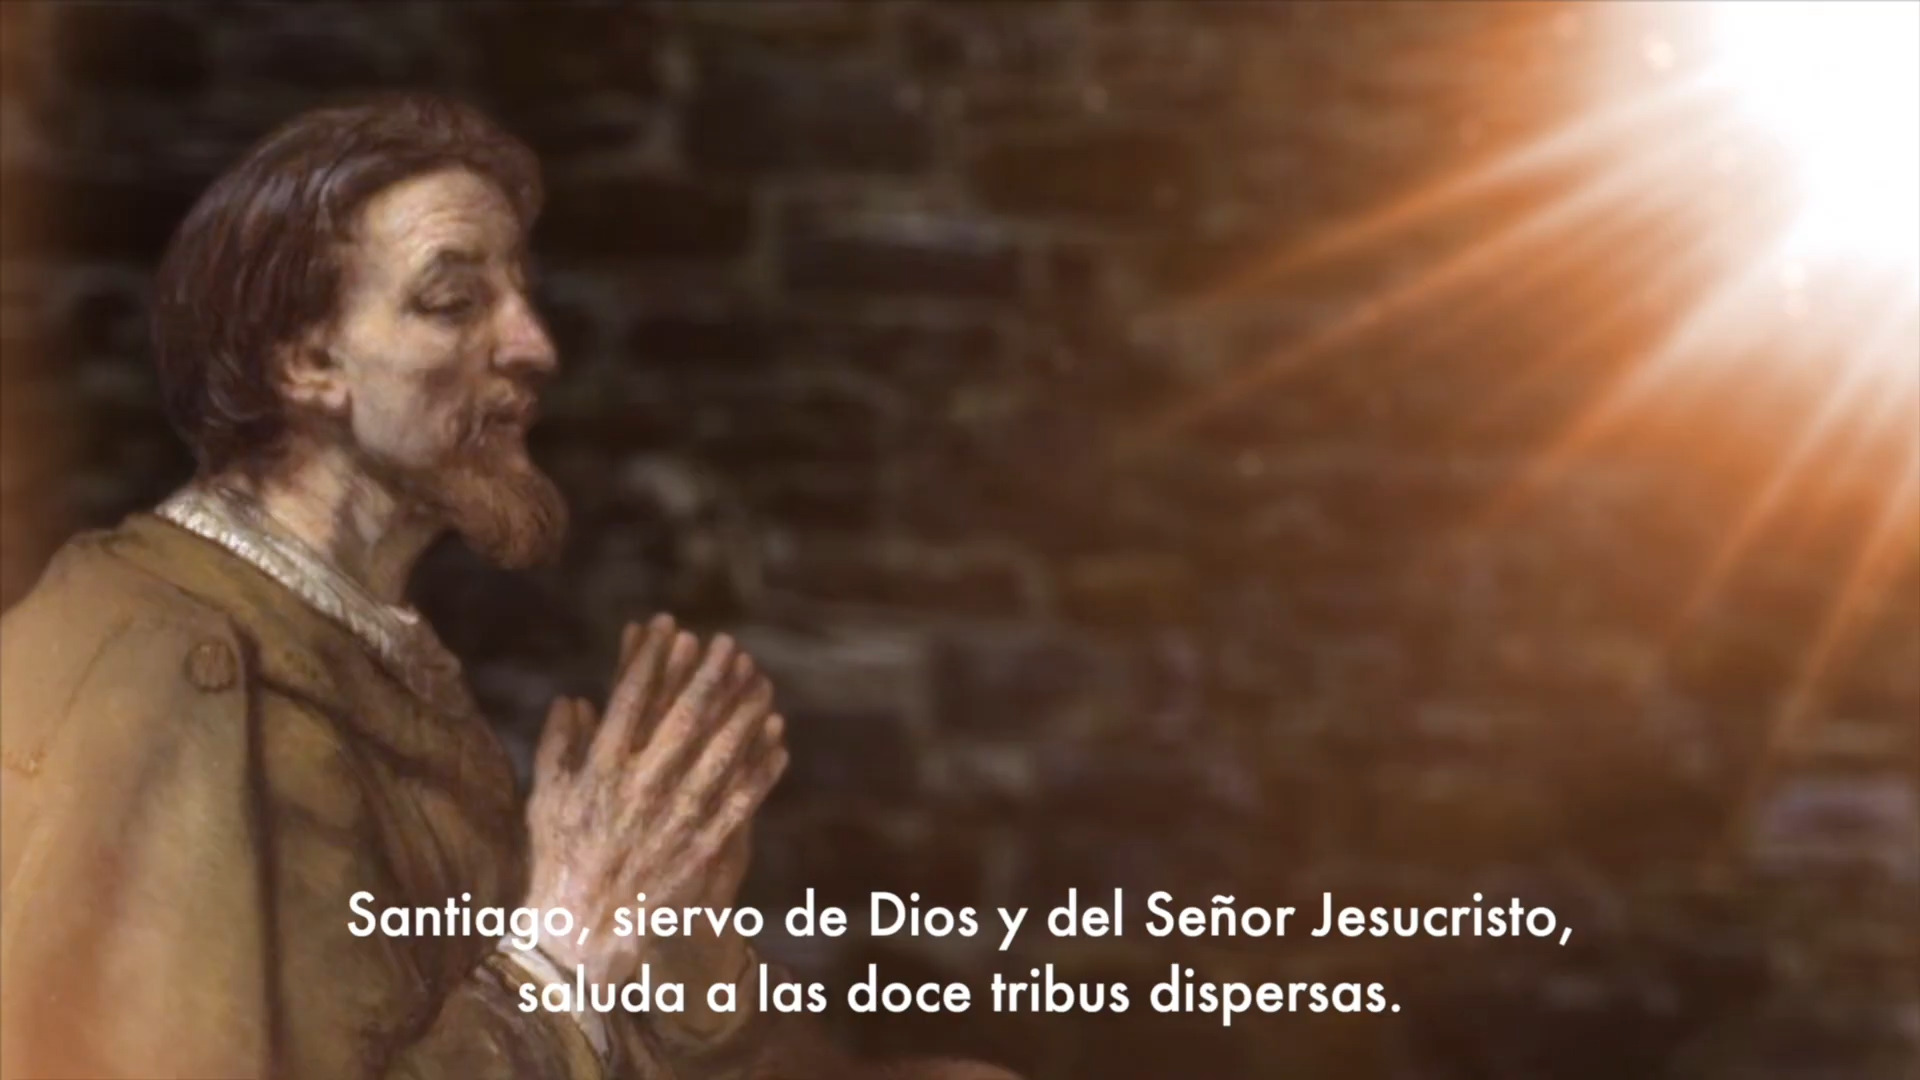 Santiago, siervo de Dios y del Señor Jesucristo,
saluda a las doce tribus dispersas.